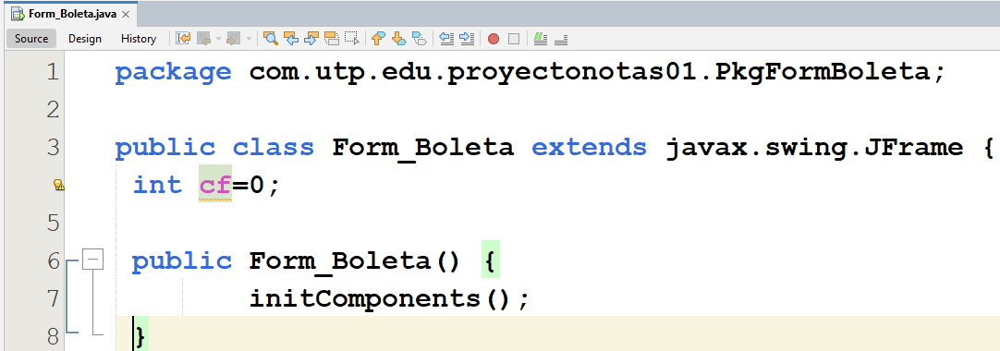 Form_Boleta.java
Source Design History
1 package com.utp.edu.proyectonotas01.PkgFormBoleta;
2
3 public class Form_Boleta extends javax.swing.JFrame {
int cf=0;
5
6 public Form_Boleta() {
7 initComponents();
8 }